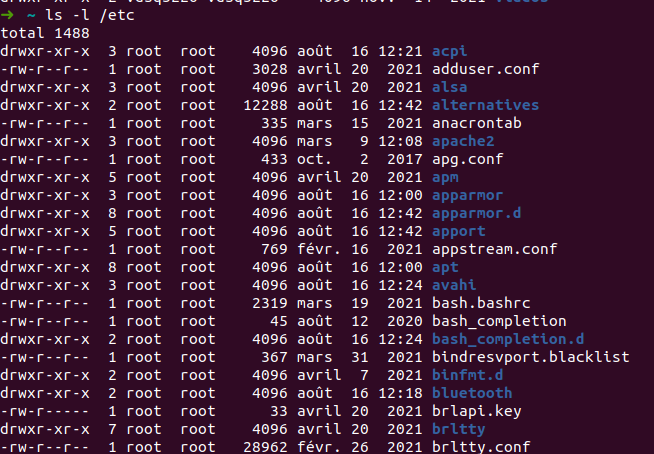 ➜ ~ ls -l /etc
total 1488
drwxr-xr-x 3 root root 4096 août 16 12:21 acpi
-rw-r--r-- 1 root root 3028 avril 20 2021 adduser.conf
drwxr-xr-x 3 root root 4096 avril 20 2021 alsa
drwxr-xr-x 2 root root 12288 août 16 12:42 alternatives
-rw-r--r-- 1 root root 335 mars 15 2021 anacrontab
drwxr-xr-x 3 root root 4096 mars 9 12:08 apache2
-rw-r--r-- 1 root root 433 oct. 2 2017 apg.conf
drwxr-xr-x 5 root root 4096 avril 20 2021 apm
drwxr-xr-x 3 root root 4096 août 16 12:00 apparmor
drwxr-xr-x 8 root root 4096 août 16 12:42 apparmor.d
drwxr-xr-x 5 root root 4096 août 16 12:42 apport
-rw-r--r-- 1 root root 769 févr. 16 2021 appstream.conf
drwxr-xr-x 8 root root 4096 août 16 12:00 apt
drwxr-xr-x 3 root root 4096 août 16 12:24 avahi
-rw-r--r-- 1 root root 2319 mars 19 2021 bash.bashrc
-rw-r--r-- 1 root root 45 août 12 2020 bash_completion
drwxr-xr-x 2 root root 4096 août 16 12:24 bash_completion.d
-rw-r--r-- 1 root root 367 mars 31 2021 bindresvport.blacklist
drwxr-xr-x 2 root root 4096 avril 7 2021 binfmt.d
drwxr-xr-x 2 root root 4096 août 16 12:18 bluetooth
-rw-r----- 1 root root 33 avril 20 2021 brlapi.key
drwxr-xr-x 7 root root 4096 avril 20 2021 brltty
-rw-r--r-- 1 root root 28962 févr. 26 2021 brltty.conf